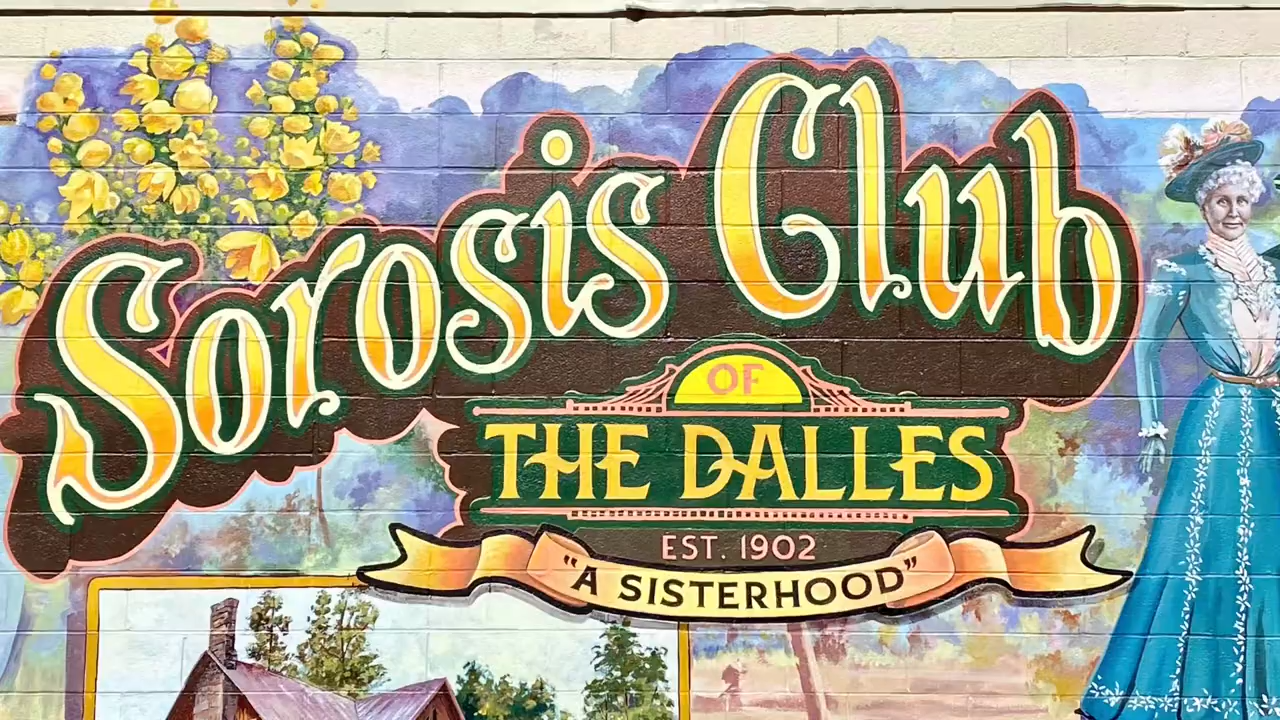 Sorosis Club
OF
THE DALLES
EST. 1902
"A SISTERHOOD"